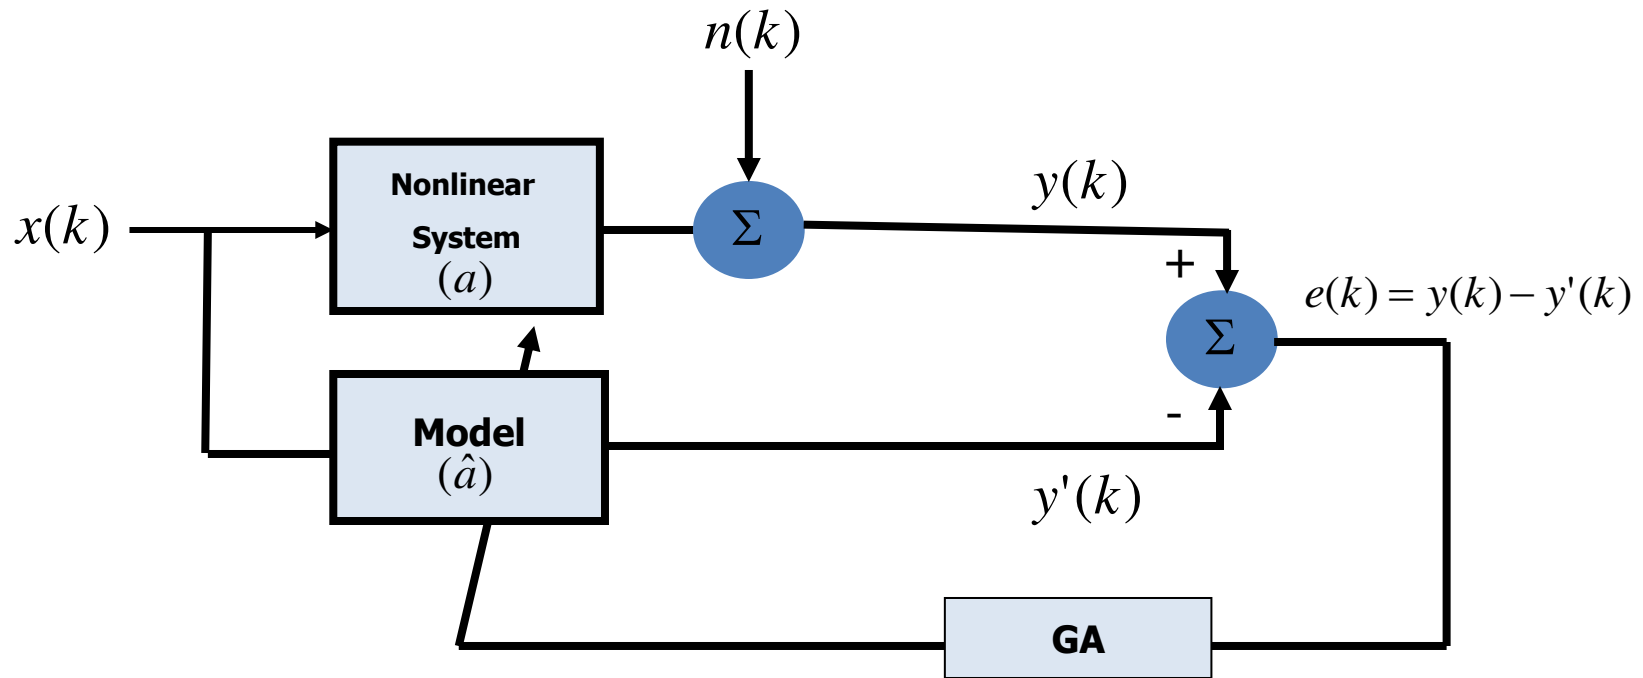 n(k)
Nonlinear
System
(a)
x(k)
Σ
y(k)
+
e(k) = y(k) − y'(k)
Σ
-
Model
(â)
y'(k)
GA